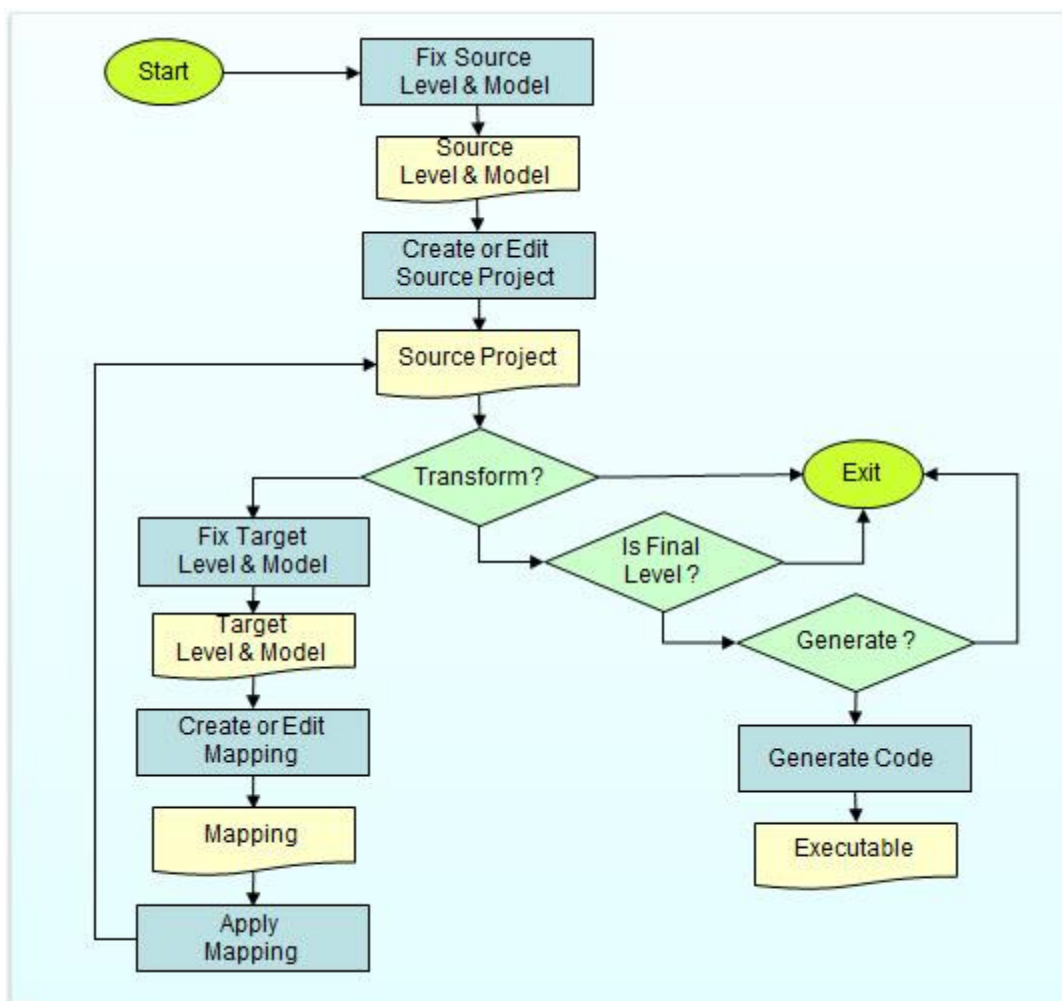 Start
Fix Source
Level & Model
Source
Level & Model
Create or Edit
Source Project
Source Project
Transform?
Exit
Fix Target
Level & Model
Is Final
Level ?
Target
Level & Model
Generate ?
Create or Edit
Mapping
Generate Code
Mapping
Executable
Apply
Mapping